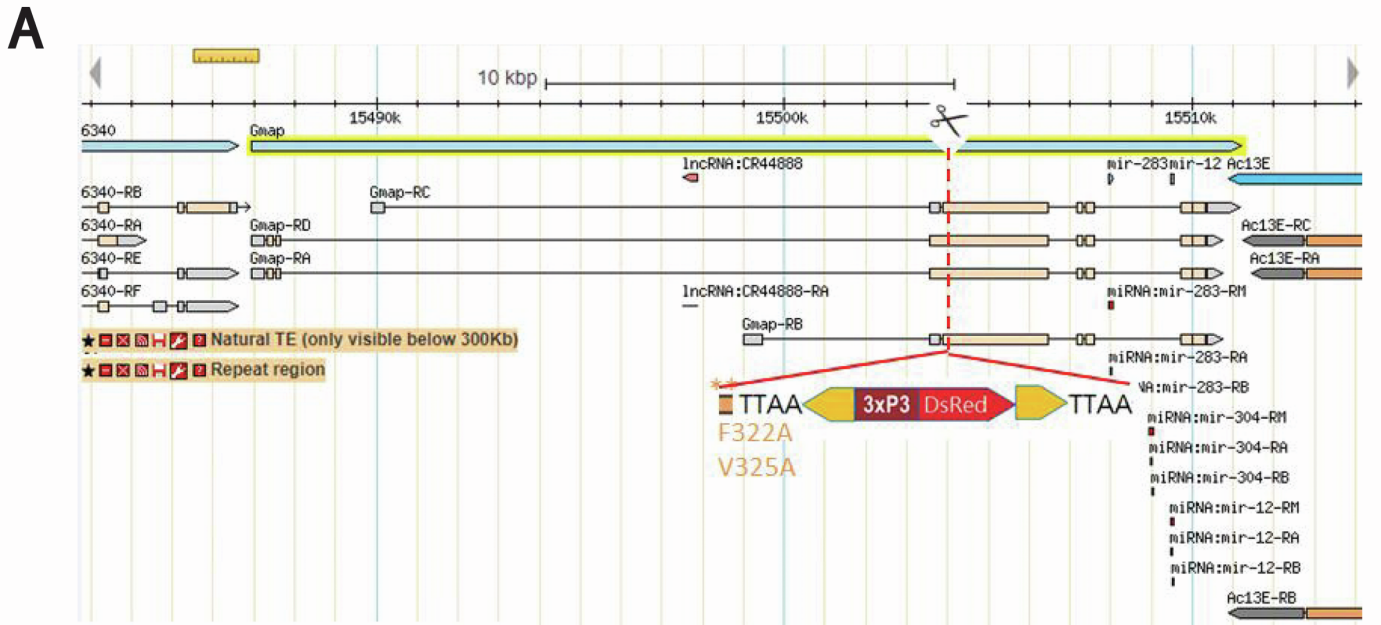 A
10 kbp
15490k 15500k 15510k
6340 Gmap
lncRNA:CR44888 mir-283 mir-12 Ac13E
6340-RB Gmap-RC
6340-RA Gmap-RD Ac13E-RC
6340-RE Gmap-RA Ac13E-RA
6340-RF lncRNA:CR44888-RA miRNA:mir-283-RM
Gmap-RB
Natural TE (only visible below 300Kb)
miRNA:mir-283-RA
Repeat region
** VA:mir-283-RB
TTAA 3xP3 DsRed TTAA
miRNA:mir-304-RM
F322A
miRNA:mir-304-RA
V325A
miRNA:mir-304-RB
miRNA:mir-12-RM
miRNA:mir-12-RA
miRNA:mir-12-RB
Ac13E-RB